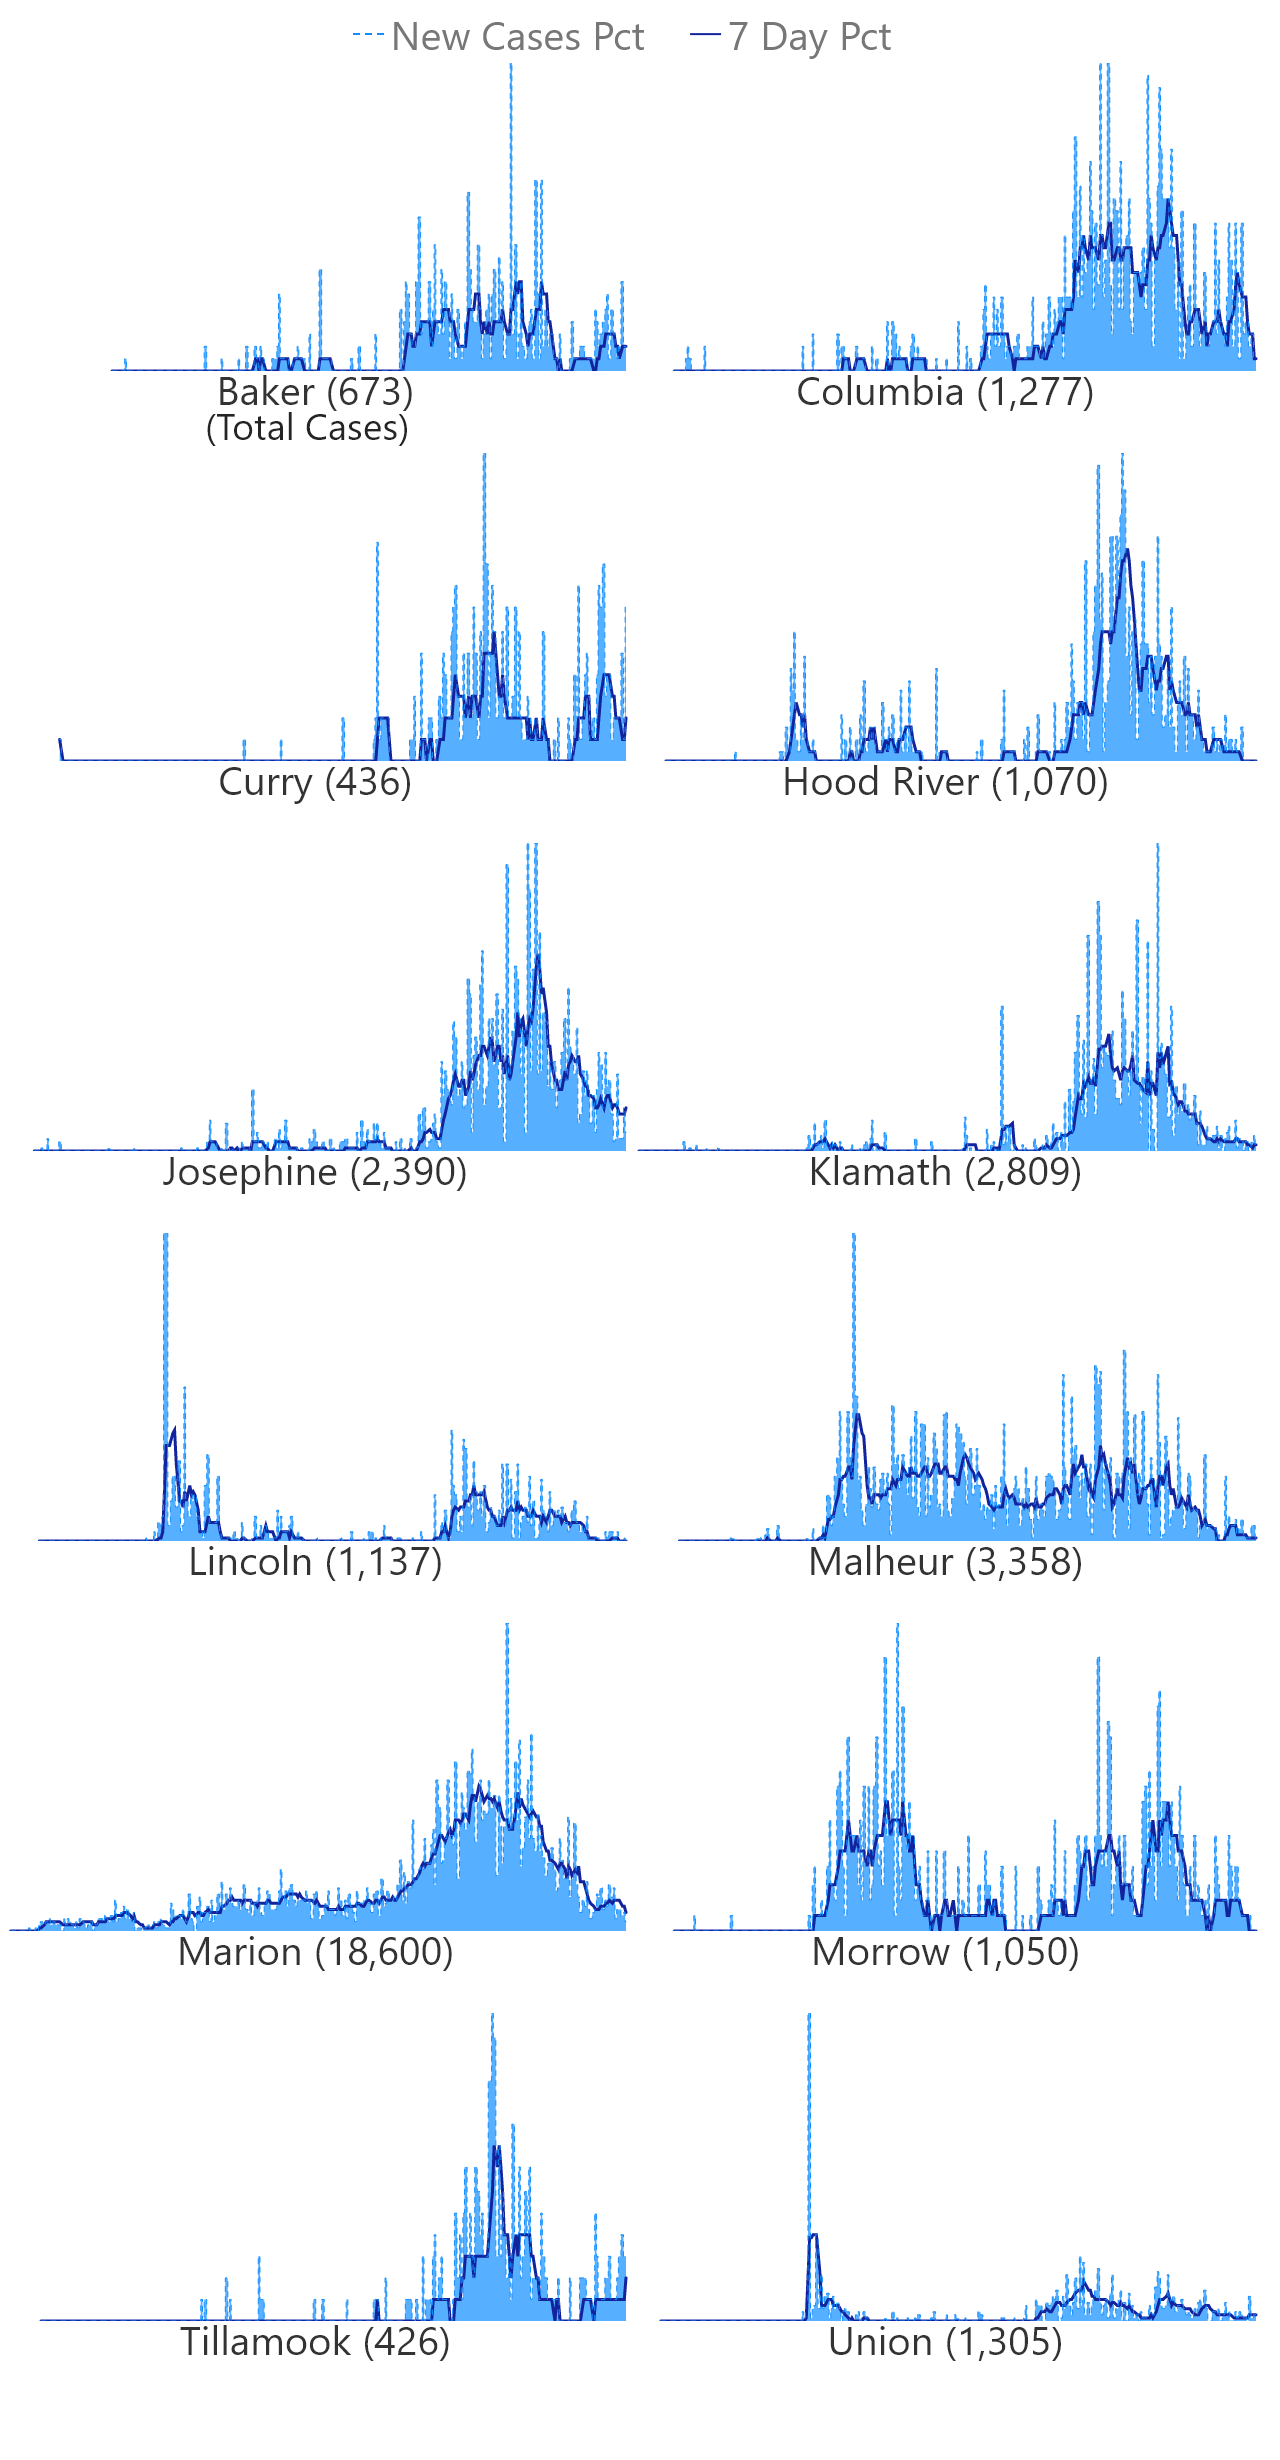 New Cases Pct 7 Day Pct
Baker (673) Columbia (1,277)
(Total Cases)
Curry (436) Hood River (1,070)
Josephine (2,390) Klamath (2,809)
Lincoln (1,137) Malheur (3,358)
Marion (18,600) Morrow (1,050)
Tillamook (426) Union (1,305)